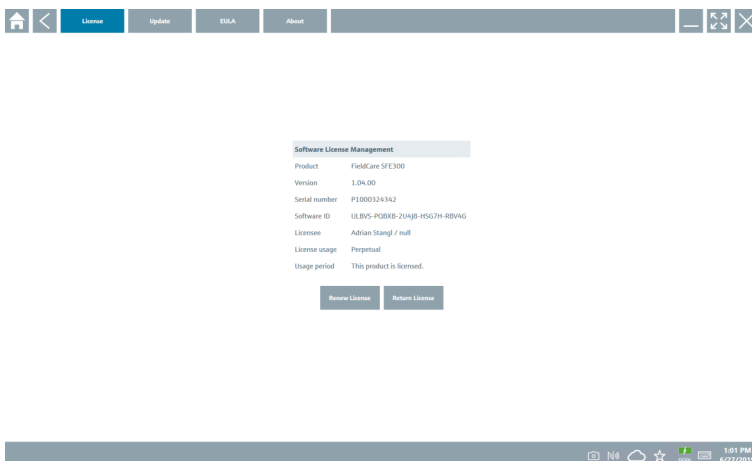 License Update EULA About
Software License Management
Product FieldCare SFE300
Version 1.04.00
Serial number P1000324342
Software ID ULBVS-PQBXB-2U4J8-HSG7H-RBV4G
Licensee Adrian Stangl / null
License usage Perpetual
Usage period This product is licensed.
Renew License Return License
1:01 PM